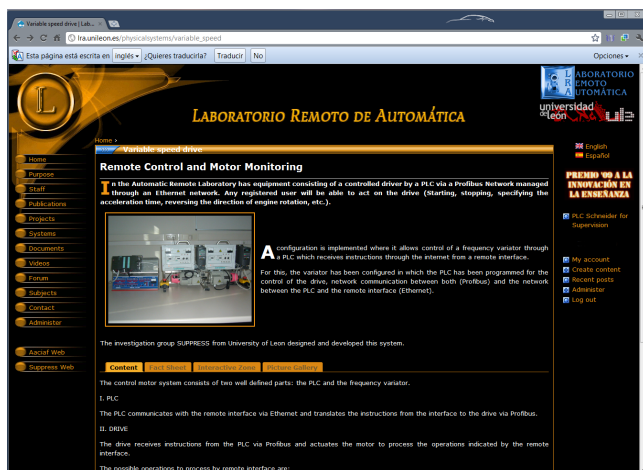 Variable speed drive | Lab...
lra.unileon.es/physicalsystems/variable_speed
Esta página está escrita en inglés ¿Quieres traducirla? Traducir No Opciones
LABORATORIO REMOTO DE AUTOMÁTICA
LABORATORIO
REMOTO
AUTOMÁTICA
universidad
de león
Home ›
Variable speed drive
Home
Purpose
Staff
Publications
Projects
Systems
Documents
Videos
Forum
Subjects
Contact
Administer
Aaciaf Web
Suppress Web
Remote Control and Motor Monitoring
In the Automatic Remote Laboratory has equipment consisting of a controlled driver by a PLC via a Profibus Network managed
through an Ethernet network. Any registered user will be able to act on the drive (Starting, stopping, specifying the
acceleration time, reversing the direction of engine rotation, etc.).
A configuration is implemented where it allows control of a frequency variator through
a PLC which receives instructions through the internet from a remote interface.
For this, the variator has been configured in which the PLC has been programmed for
the control of the drive, network communication between both (Profibus) and the network
between the PLC and the remote interface (Ethernet).
The investigation group SUPPRESS from University of Leon designed and developed this system.
Content Fact Sheet Interactive Zone Picture Gallery
The control motor system consists of two well defined parts: the PLC and the frequency variator.
I. PLC
The PLC communicates with the remote interface via Ethernet and translates the instructions from the interface to the drive via Profibus.
II. DRIVE
The drive receives instructions from the PLC via Profibus and actuates the motor to process the operations indicated by the remote
interface.
The possible operations to process by remote interface are:
English
Español
PREMIO '09 A LA
INNOVACIÓN EN
LA ENSEÑANZA
PLC Schneider for
Supervision
My account
Create content
Recent posts
Administer
Log out